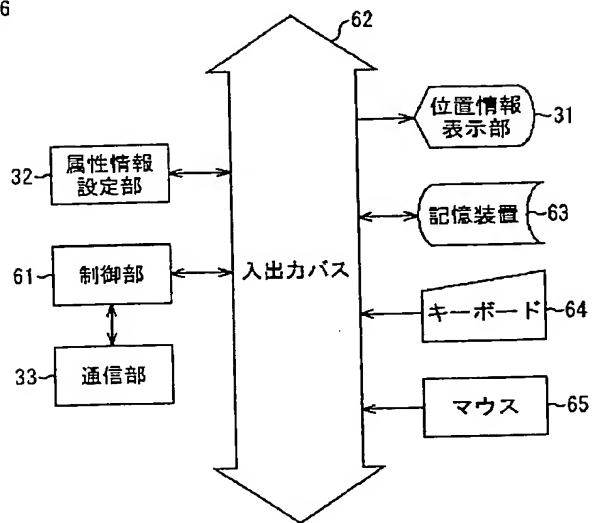 6
62
位置情報
表示部
31
属性情報
設定部
32
記憶装置
63
入出力バス
制御部
61
キーボード
64
通信部
33
マウス
65